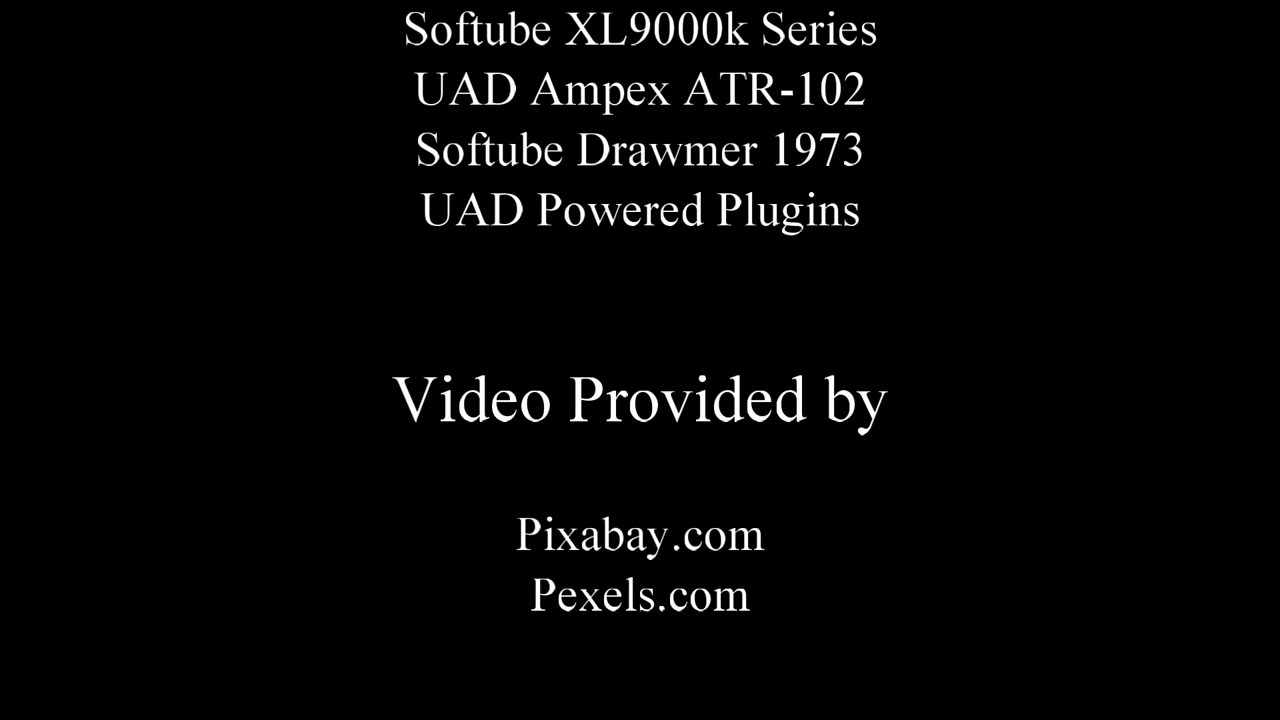 Softube XL9000k Series
UAD Ampex ATR-102
Softube Drawmer 1973
UAD Powered Plugins
Video Provided by
Pixabay.com
Pexels.com